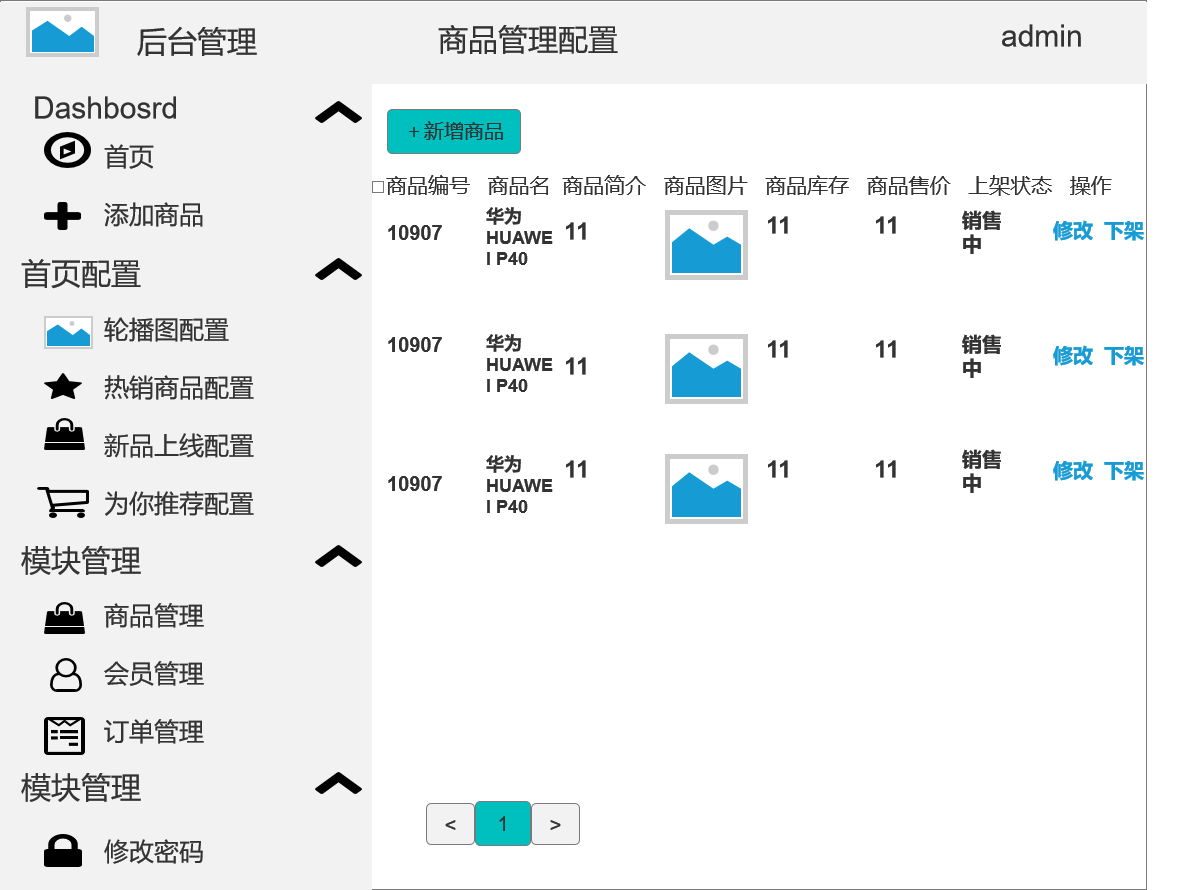 后台管理
商品管理配置
admin
Dashbosrd
首页
添加商品
首页配置
轮播图配置
热销商品配置
新品上线配置
为你推荐配置
模块管理
商品管理
会员管理
订单管理
模块管理
修改密码
+ 新增商品
商品编号 商品名 商品简介 商品图片 商品库存 商品售价 上架状态 操作
10907
华为
HUAWE
I P40
11
11
11
销售
中
修改 下架
10907
华为
HUAWE
I P40
11
11
11
销售
中
修改 下架
10907
华为
HUAWE
I P40
11
11
11
销售
中
修改 下架
< 1 >